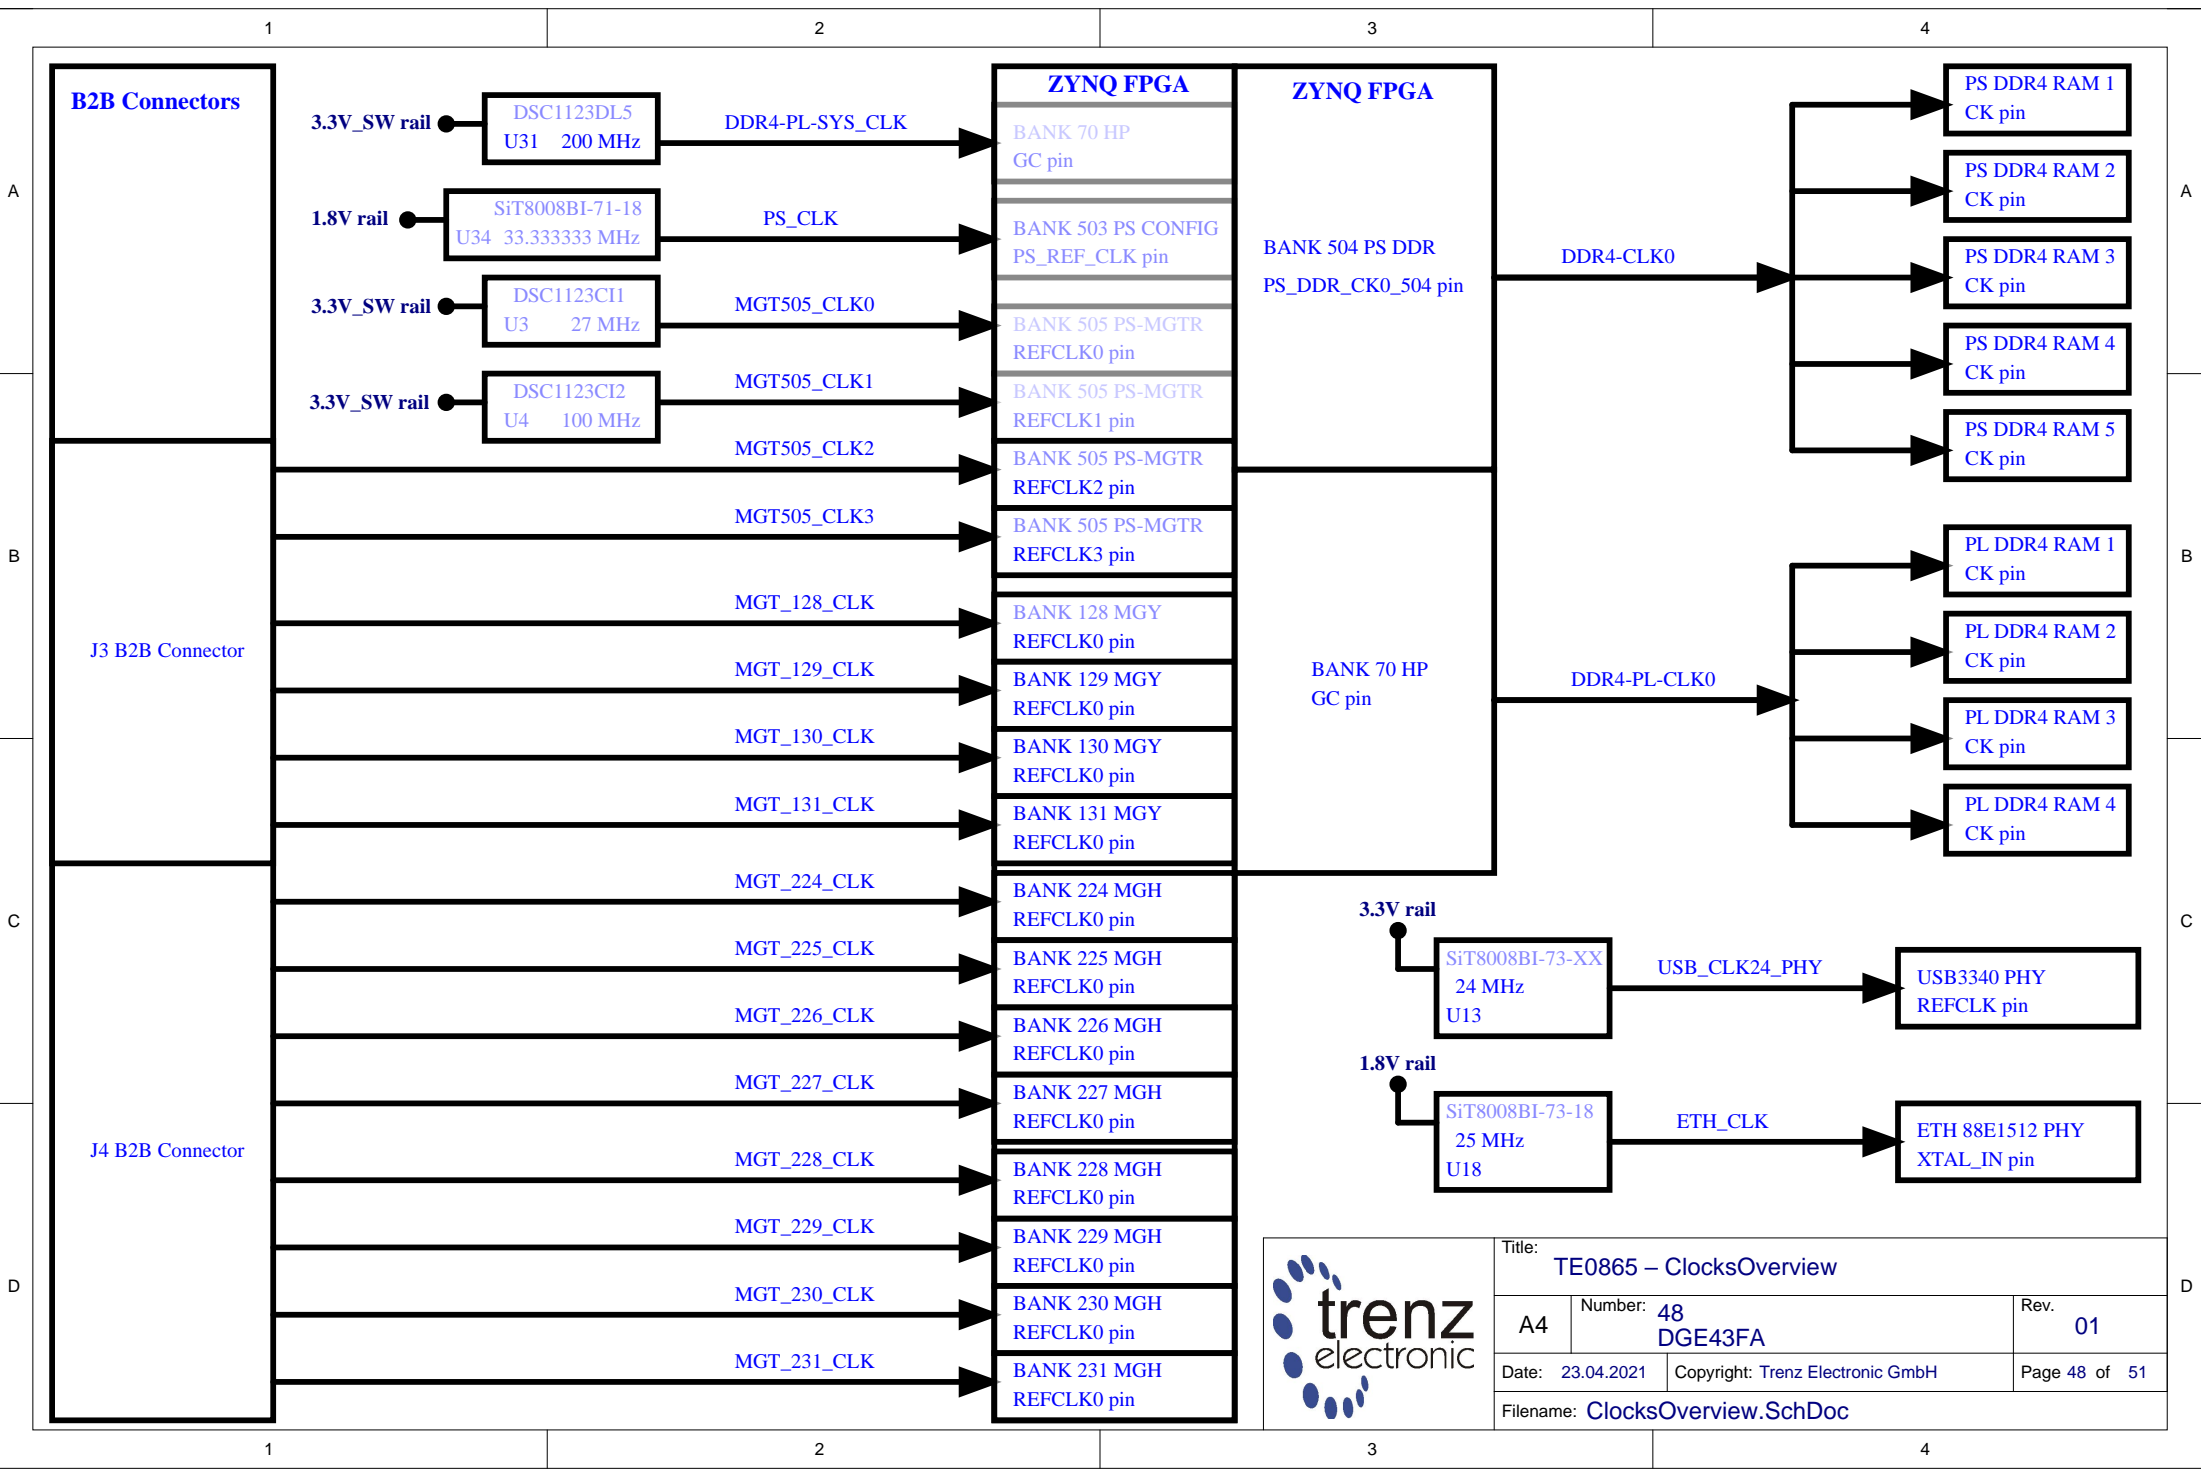 1 2 3 4
A
B
C
D
B2B Connectors
J3 B2B Connector
J4 B2B Connector
3.3V_SW rail
DSC1123DL5
U31 200 MHz
DDR4-PL-SYS_CLK
1.8V rail
SiT8008BI-71-18
U34 33.333333 MHz
PS_CLK
3.3V_SW rail
DSC1123CI1
U3 27 MHz
MGT505_CLK0
3.3V_SW rail
DSC1123CI2
U4 100 MHz
MGT505_CLK1
MGT505_CLK2
MGT505_CLK3
MGT_128_CLK
MGT_129_CLK
MGT_130_CLK
MGT_131_CLK
MGT_224_CLK
MGT_225_CLK
MGT_226_CLK
MGT_227_CLK
MGT_228_CLK
MGT_229_CLK
MGT_230_CLK
MGT_231_CLK
ZYNQ FPGA
BANK 70 HP
GC pin
BANK 503 PS CONFIG
PS_REF_CLK pin
BANK 505 PS-MGTR
REFCLK0 pin
BANK 505 PS-MGTR
REFCLK1 pin
BANK 505 PS-MGTR
REFCLK2 pin
BANK 505 PS-MGTR
REFCLK3 pin
BANK 128 MGY
REFCLK0 pin
BANK 129 MGY
REFCLK0 pin
BANK 130 MGY
REFCLK0 pin
BANK 131 MGY
REFCLK0 pin
BANK 224 MGH
REFCLK0 pin
BANK 225 MGH
REFCLK0 pin
BANK 226 MGH
REFCLK0 pin
BANK 227 MGH
REFCLK0 pin
BANK 228 MGH
REFCLK0 pin
BANK 229 MGH
REFCLK0 pin
BANK 230 MGH
REFCLK0 pin
BANK 231 MGH
REFCLK0 pin
ZYNQ FPGA
BANK 504 PS DDR
PS_DDR_CK0_504 pin
BANK 70 HP
GC pin
DDR4-CLK0
DDR4-PL-CLK0
PS DDR4 RAM 1
CK pin
PS DDR4 RAM 2
CK pin
PS DDR4 RAM 3
CK pin
PS DDR4 RAM 4
CK pin
PS DDR4 RAM 5
CK pin
PL DDR4 RAM 1
CK pin
PL DDR4 RAM 2
CK pin
PL DDR4 RAM 3
CK pin
PL DDR4 RAM 4
CK pin
3.3V rail
SiT8008BI-73-XX
24 MHz
U13
USB_CLK24_PHY
USB3340 PHY
REFCLK pin
1.8V rail
SiT8008BI-73-18
25 MHz
U18
ETH_CLK
ETH 88E1512 PHY
XTAL_IN pin
trenz
electronic
Title:
TE0865 – ClocksOverview
A4
Number: 48
DGE43FA
Rev.
01
Date: 23.04.2021 Copyright: Trenz Electronic GmbH Page 48 of 51
Filename: ClocksOverview.SchDoc
A
B
C
D
1 2 3 4